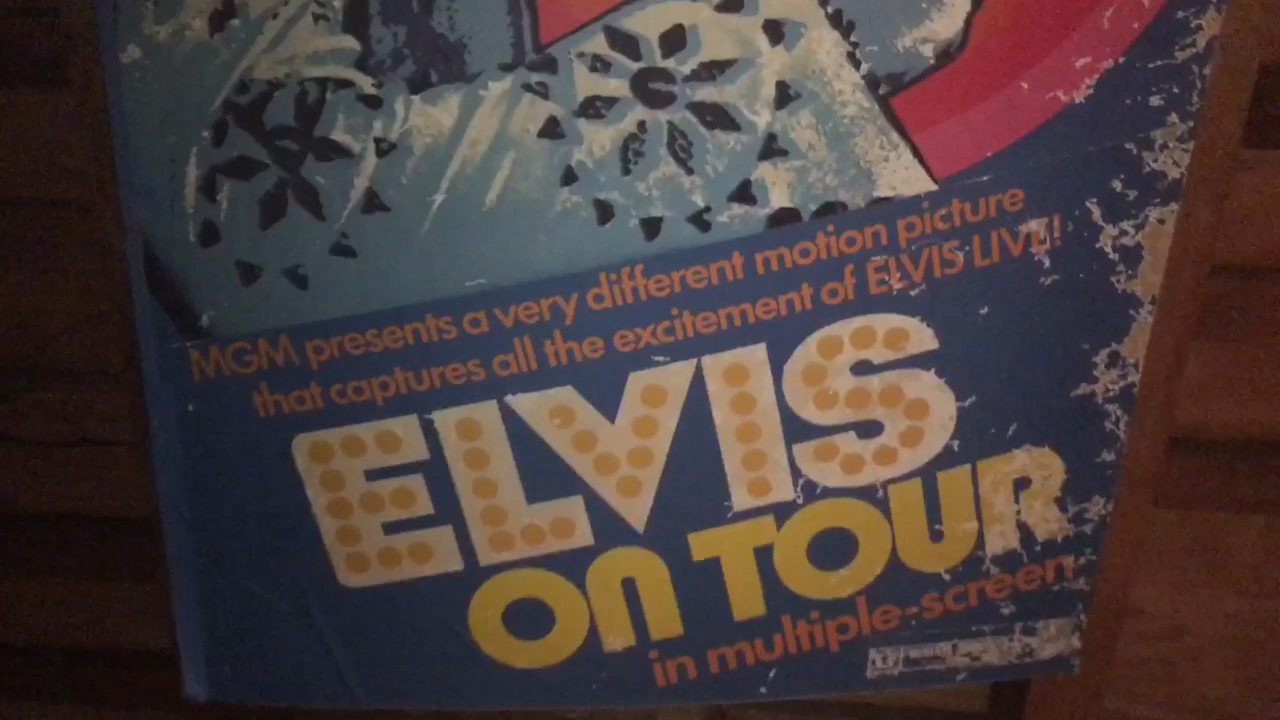 MGM presents a very different motion picture
that captures all the excitement of ELVIS LIVE!
ELVIS
ON TOUR
in multiple-screen